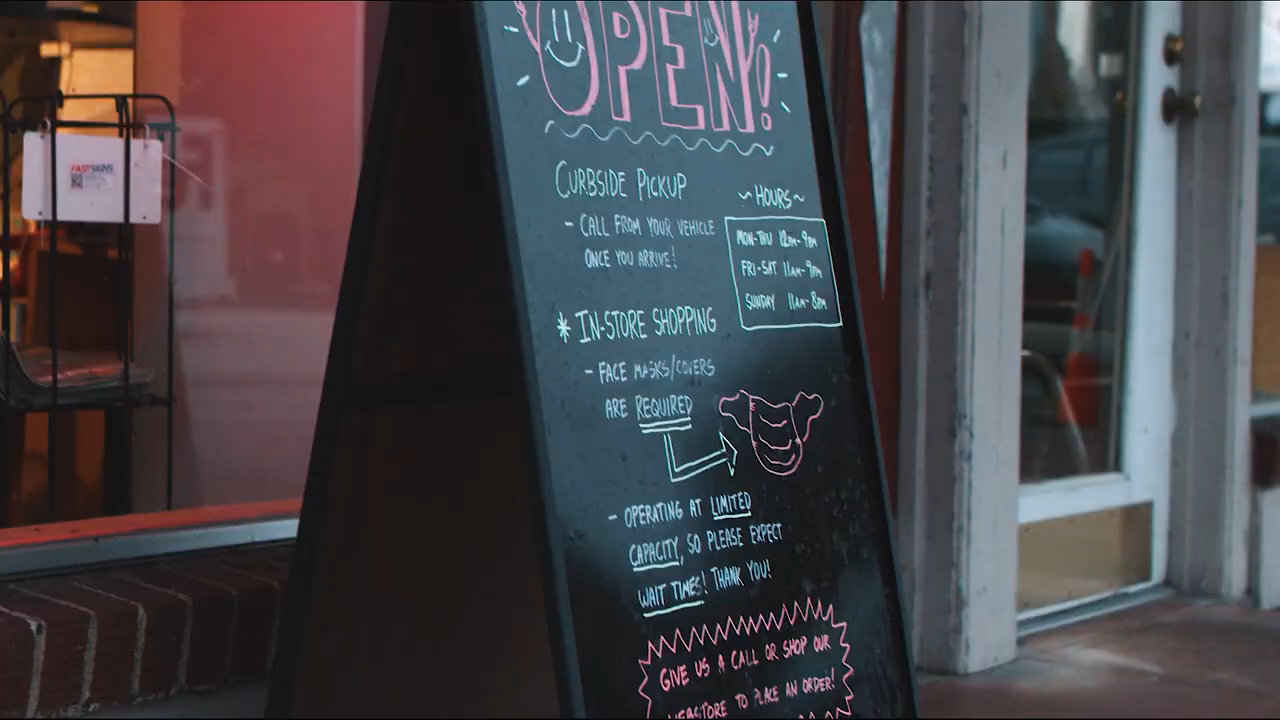 OPEN!
CURBSIDE PICKUP
- CALL FROM YOUR VEHICLE
ONCE YOU ARRIVE!
~HOURS~
MON-THU 12PM-9PM
FRI-SAT 11AM-9PM
SUNDAY 11AM-8PM
* IN-STORE SHOPPING
- FACE MASKS/COVERS
ARE REQUIRED
- OPERATING AT LIMITED
CAPACITY, SO PLEASE EXPECT
WAIT TIMES! THANK YOU!
GIVE US A CALL OR SHOP OUR
WEBSTORE TO PLACE AN ORDER!
FASTSIGNS